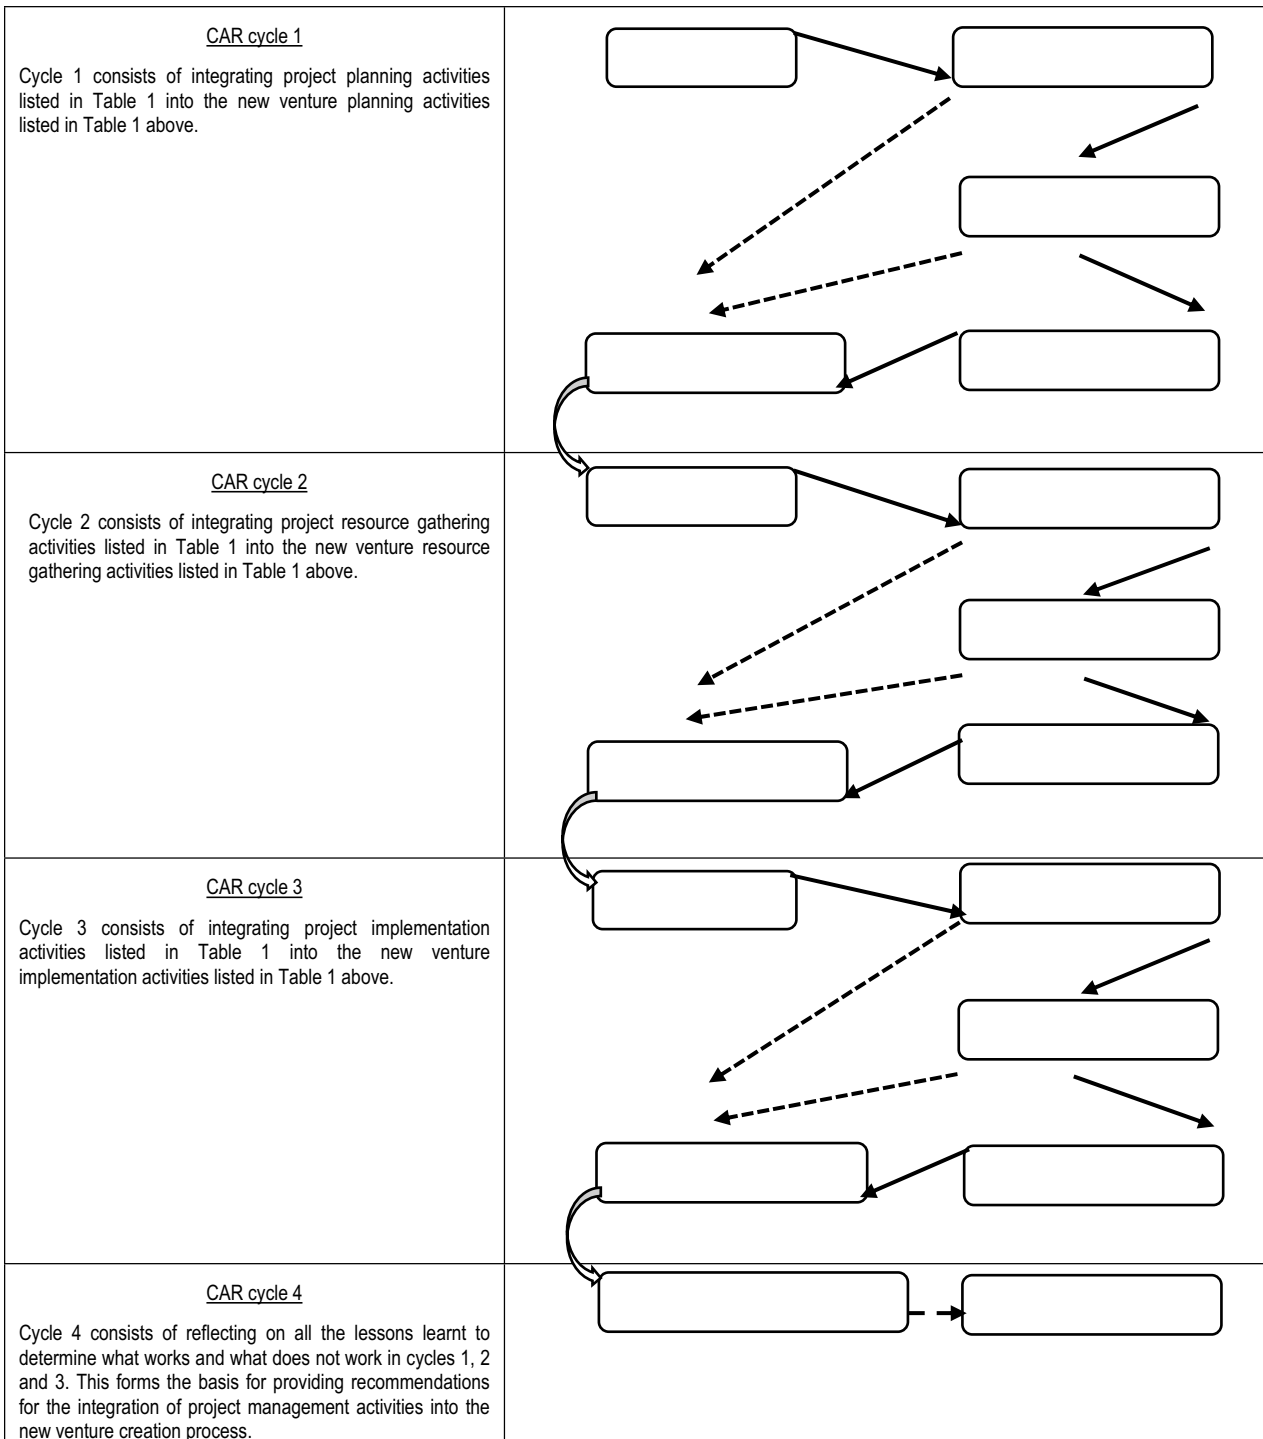 CAR cycle 1
Cycle 1 consists of integrating project planning activities
listed in Table 1 into the new venture planning activities
listed in Table 1 above.
CAR cycle 2
Cycle 2 consists of integrating project resource gathering
activities listed in Table 1 into the new venture resource
gathering activities listed in Table 1 above.
CAR cycle 3
Cycle 3 consists of integrating project implementation
activities listed in Table 1 into the new venture
implementation activities listed in Table 1 above.
CAR cycle 4
Cycle 4 consists of reflecting on all the lessons learnt to
determine what works and what does not work in cycles 1, 2
and 3. This forms the basis for providing recommendations
for the integration of project management activities into the
new venture creation process.